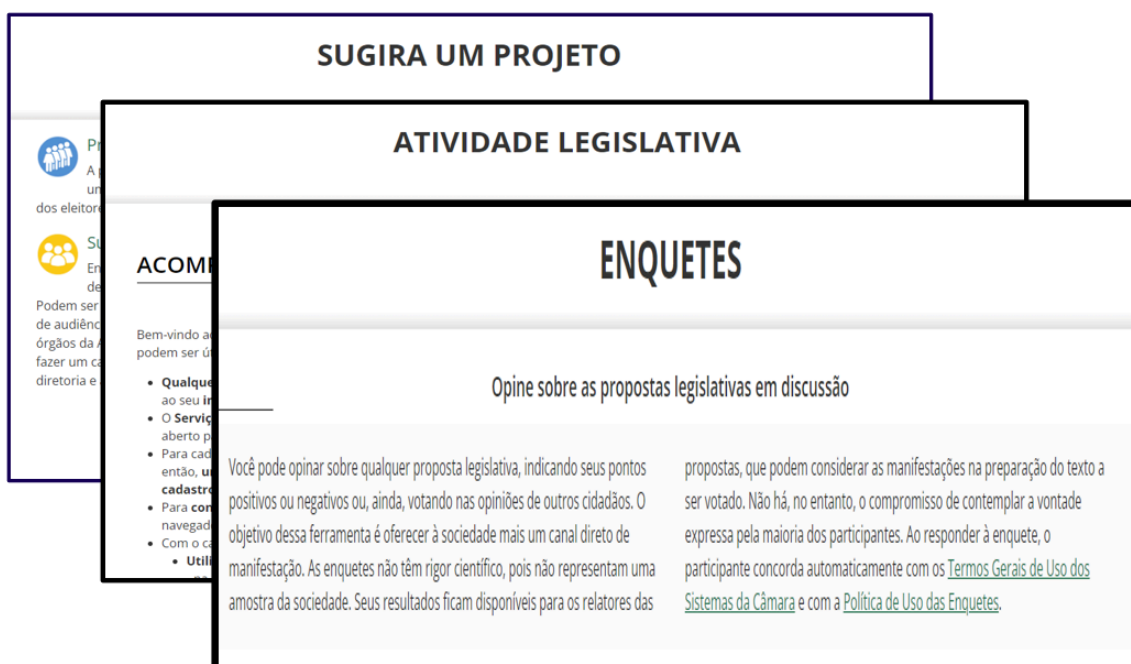 SUGIRA UM PROJETO
dos eleitore
Podem ser
de audiênc
fazer um ca
diretoria e
ATIVIDADE LEGISLATIVA
ACOM
Bem-vindo
podem ser
Qualque
ao seu
O Serviç
aberto
Para cad
então,
cadastr
Para con
navegad
Com o
Utili
ENQUETES
Opine sobre as propostas legislativas em discussão
Você pode opinar sobre qualquer proposta legislativa, indicando seus pontos
positivos ou negativos ou, ainda, votando nas opiniões de outros cidadãos. O
objetivo dessa ferramenta é oferecer à sociedade mais um canal direto de
manifestação. As enquetes não têm rigor científico, pois não representam uma
amostra da sociedade. Seus resultados ficam disponíveis para os relatores das
propostas, que podem considerar as manifestações na preparação do texto a
ser votado. Não há, no entanto, o compromisso de contemplar a vontade
expressa pela maioria dos participantes. Ao responder à enquete, o
participante concorda automaticamente com os Termos Gerais de Uso dos
Sistemas da Câmara e com a Política de Uso das Enquetes.